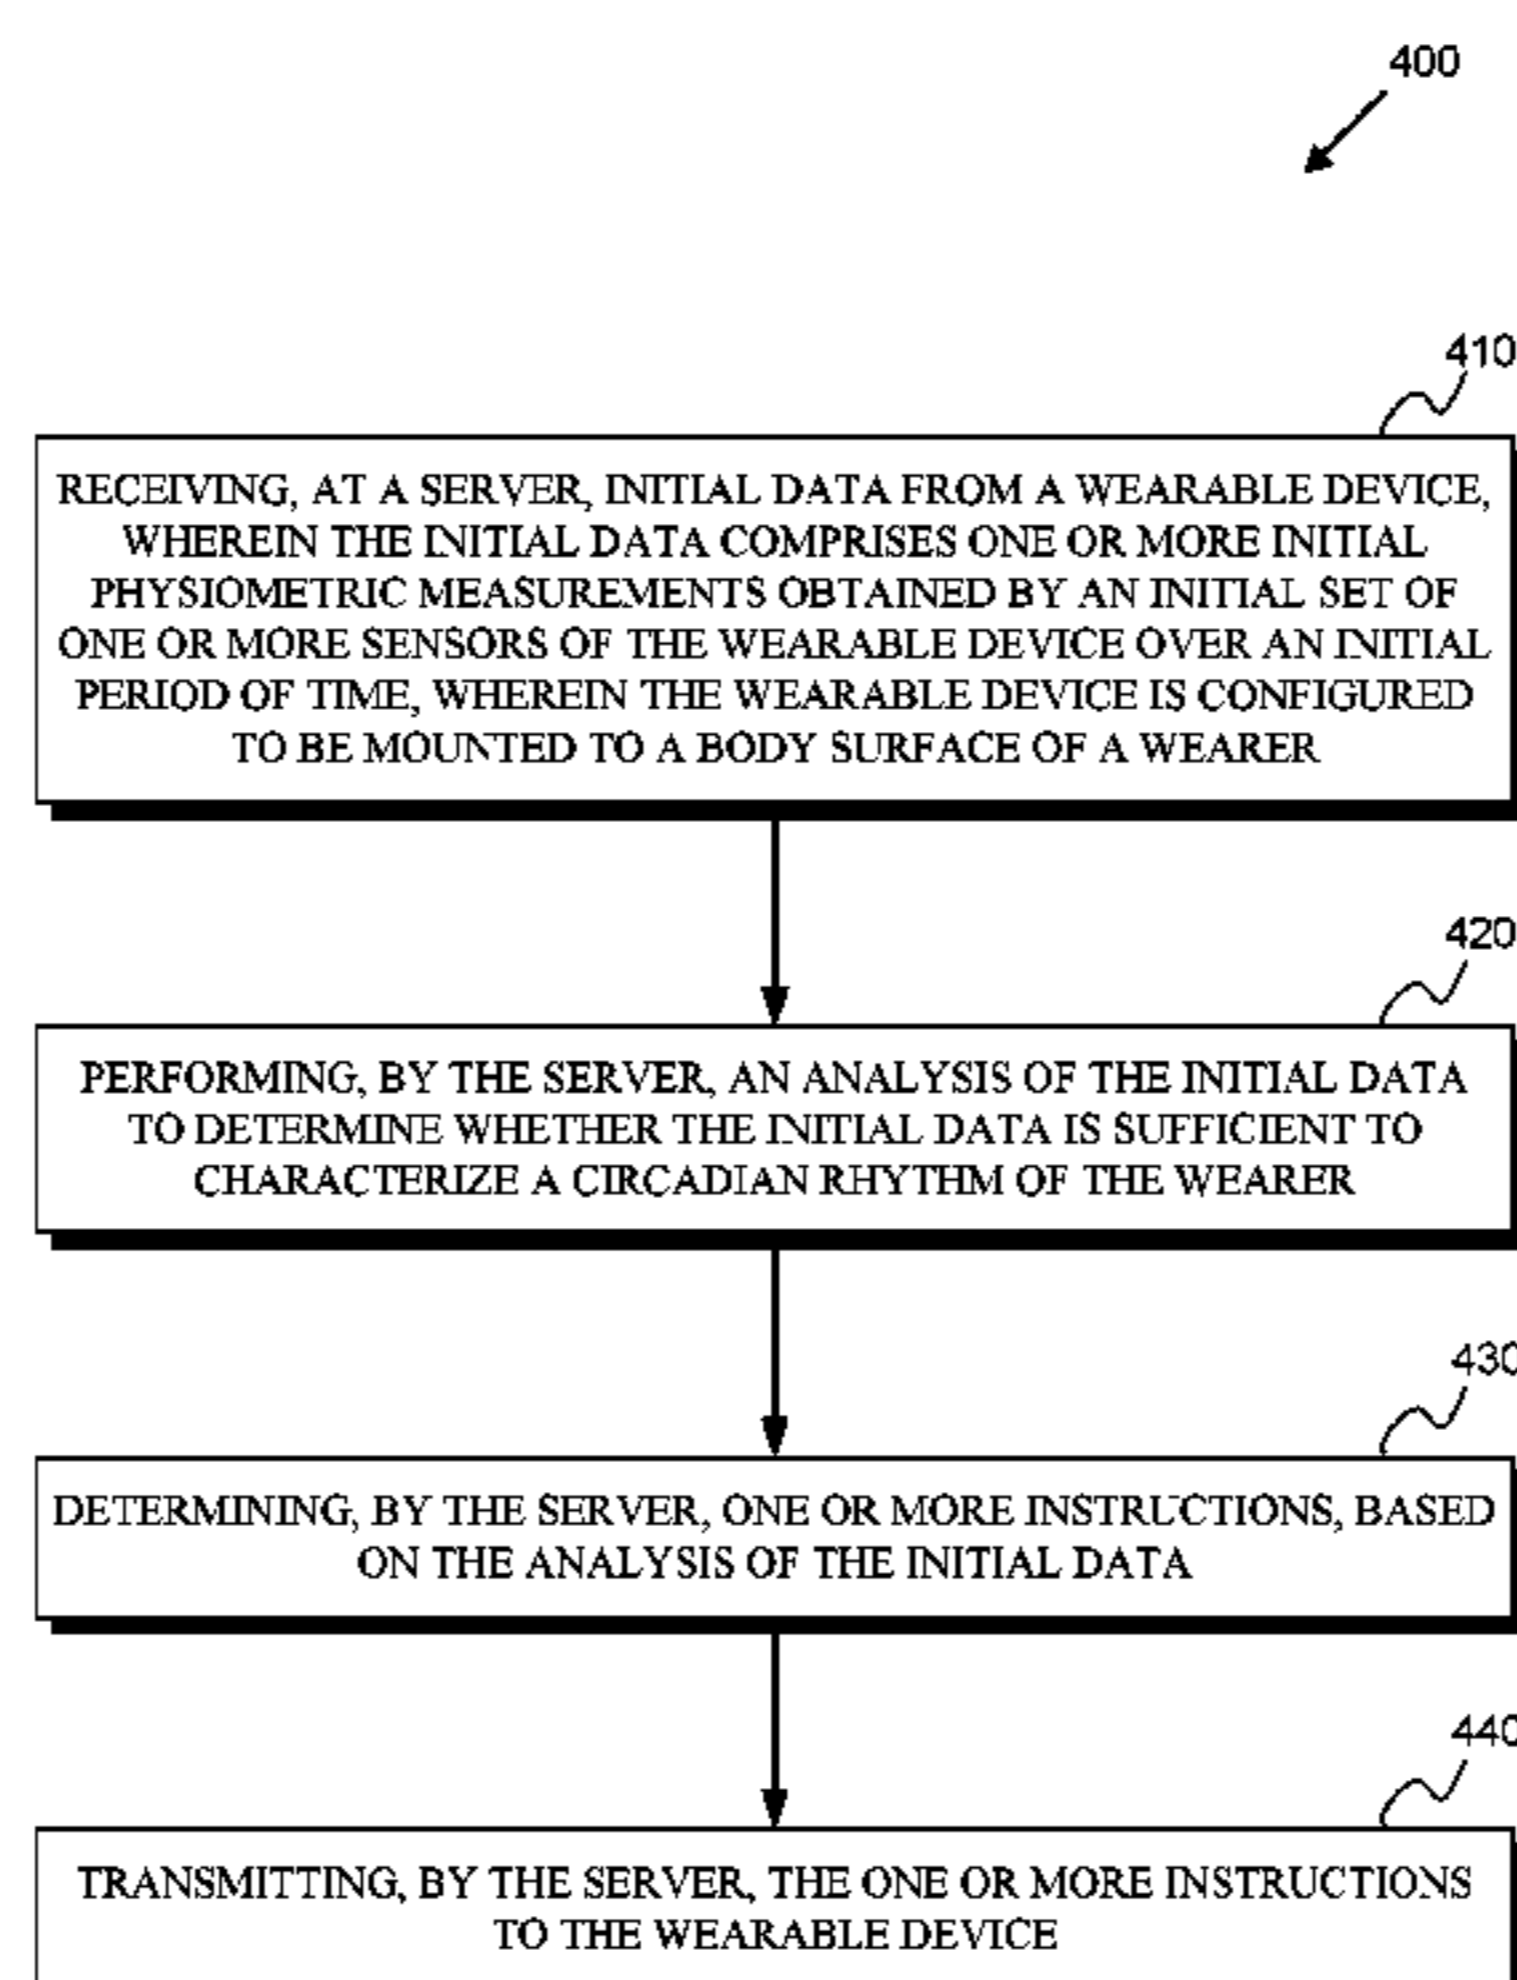 400
410
RECEIVING, AT A SERVER, INITIAL DATA FROM A WEARABLE DEVICE,
WHEREIN THE INITIAL DATA COMPRISES ONE OR MORE INITIAL
PHYSIOMETRIC MEASUREMENTS OBTAINED BY AN INITIAL SET OF
ONE OR MORE SENSORS OF THE WEARABLE DEVICE OVER AN INITIAL
PERIOD OF TIME, WHEREIN THE WEARABLE DEVICE IS CONFIGURED
TO BE MOUNTED TO A BODY SURFACE OF A WEARER
420
PERFORMING, BY THE SERVER, AN ANALYSIS OF THE INITIAL DATA
TO DETERMINE WHETHER THE INITIAL DATA IS SUFFICIENT TO
CHARACTERIZE A CIRCADIAN RHYTHM OF THE WEARER
430
DETERMINING, BY THE SERVER, ONE OR MORE INSTRUCTIONS, BASED
ON THE ANALYSIS OF THE INITIAL DATA
440
TRANSMITTING, BY THE SERVER, THE ONE OR MORE INSTRUCTIONS
TO THE WEARABLE DEVICE